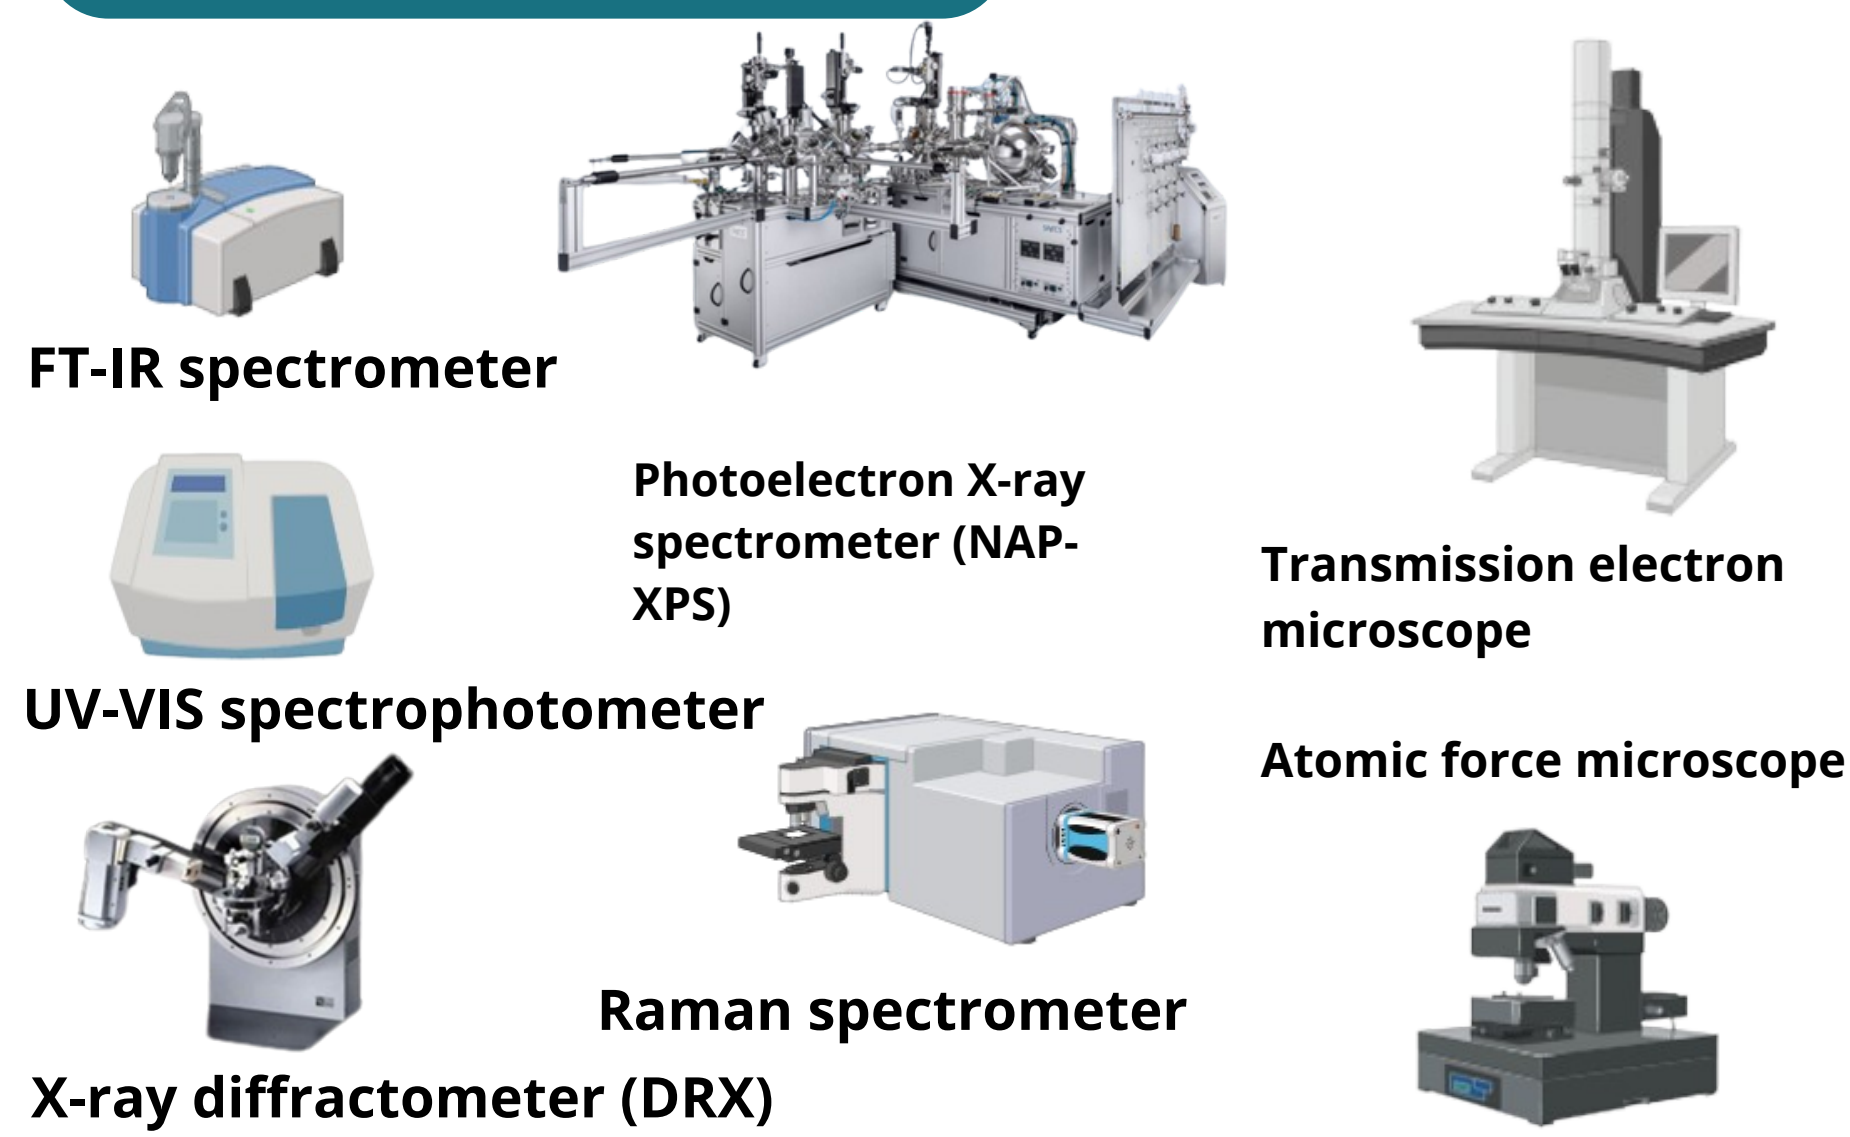 FT-IR spectrometer
Photoelectron X-ray
spectrometer (NAP-
XPS)
Transmission electron
microscope
UV-VIS spectrophotometer
Atomic force microscope
Raman spectrometer
X-ray diffractometer (DRX)